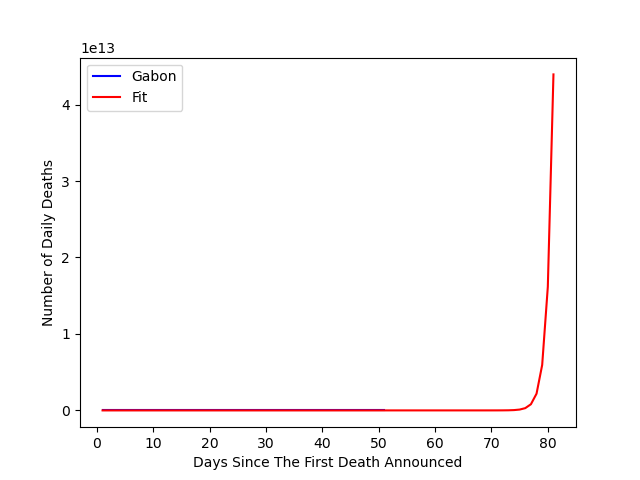 1e13
Gabon
Fit
4
3
2
1
0
Number of Daily Deaths
0 10 20 30 40 50 60 70 80
Days Since The First Death Announced